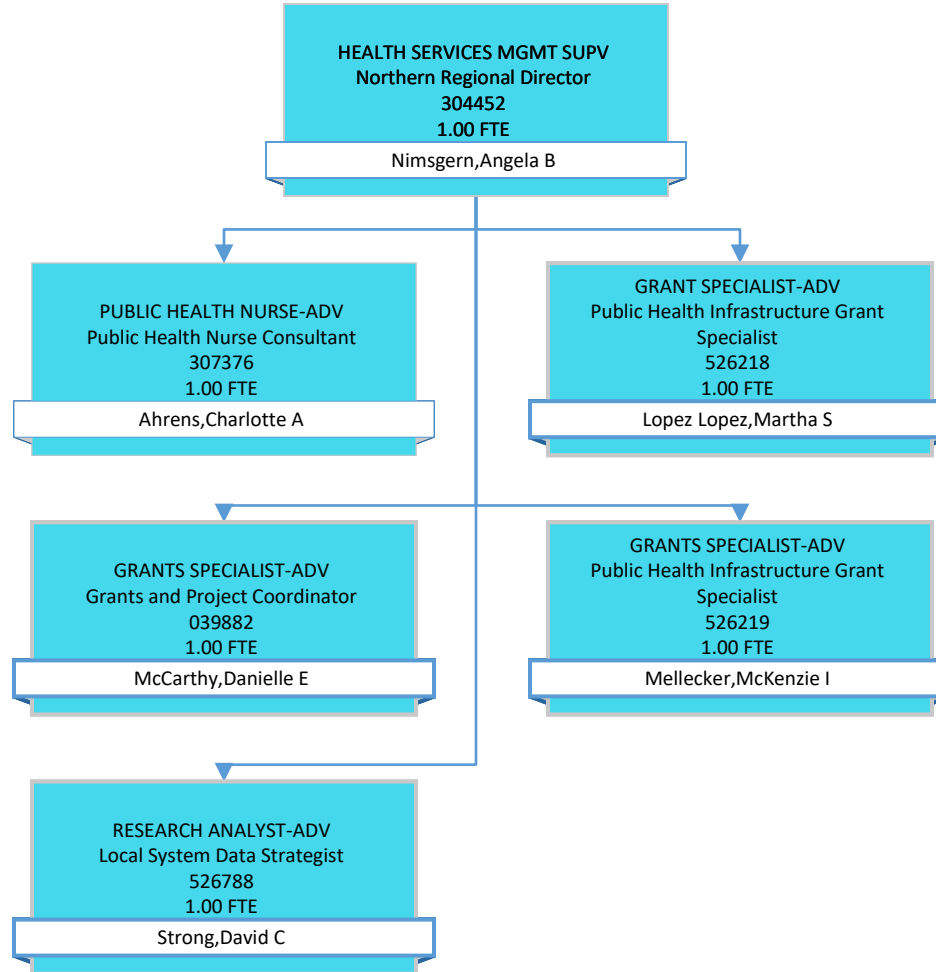 HEALTH SERVICES MGMT SUPV
Northern Regional Director
304452
1.00 FTE
Nimsgern,Angela B
PUBLIC HEALTH NURSE-ADV
Public Health Nurse Consultant
307376
1.00 FTE
Ahrens,Charlotte A
GRANT SPECIALIST-ADV
Public Health Infrastructure Grant
Specialist
526218
1.00 FTE
Lopez Lopez,Martha S
GRANTS SPECIALIST-ADV
Grants and Project Coordinator
039882
1.00 FTE
McCarthy,Danielle E
GRANTS SPECIALIST-ADV
Public Health Infrastructure Grant
Specialist
526219
1.00 FTE
Mellecker,McKenzie I
RESEARCH ANALYST-ADV
Local System Data Strategist
526788
1.00 FTE
Strong,David C